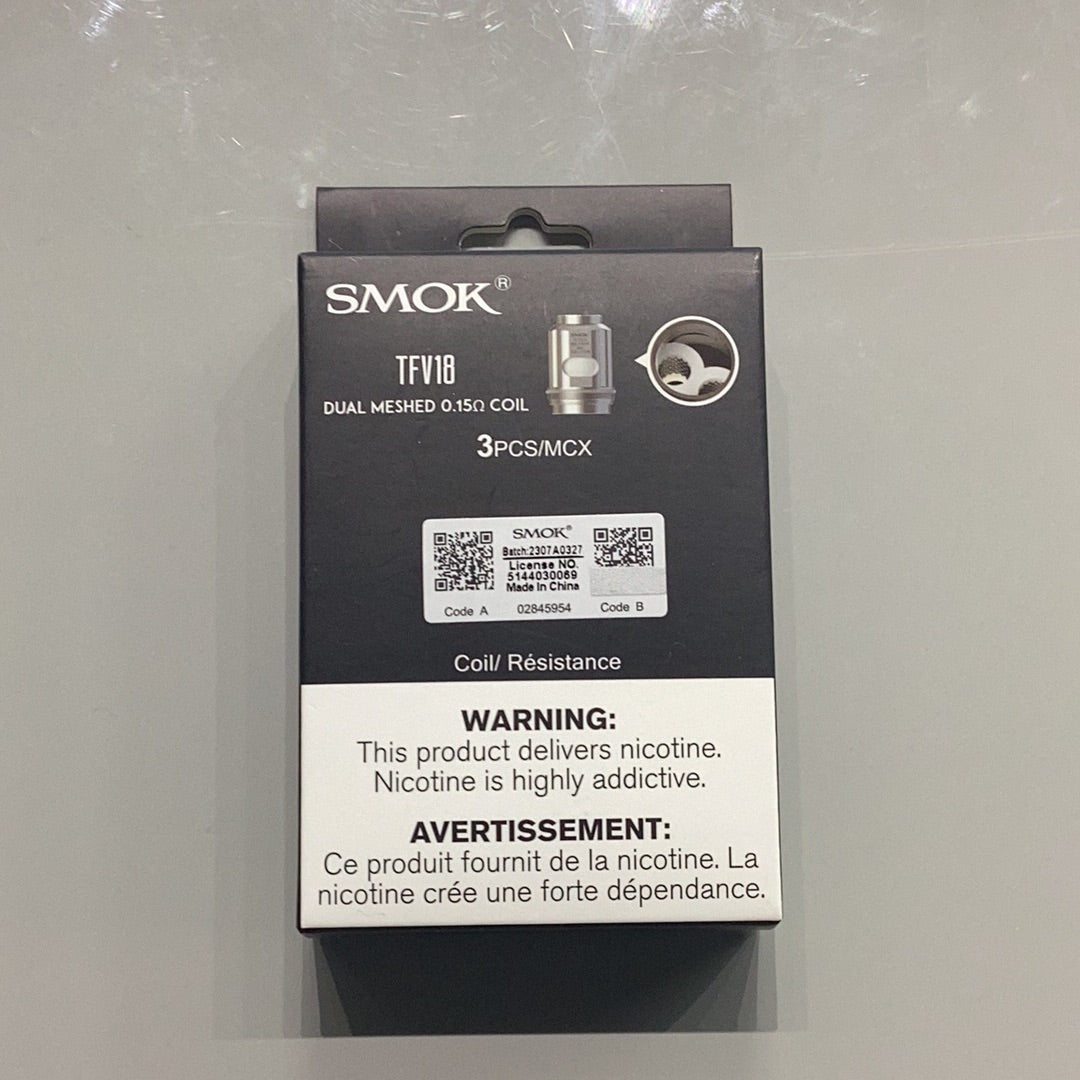 SMOK®
TFV18
DUAL MESHED 0.15Ω COIL
3PCS/MCX
SMOK®
Batch:2307A0327
License NO.
5144030069
Made In China
Code A
02845954
Code B
Coil/ Résistance
WARNING:
This product delivers nicotine.
Nicotine is highly addictive.
AVERTISSEMENT:
Ce produit fournit de la nicotine. La
nicotine crée une forte dépendance.